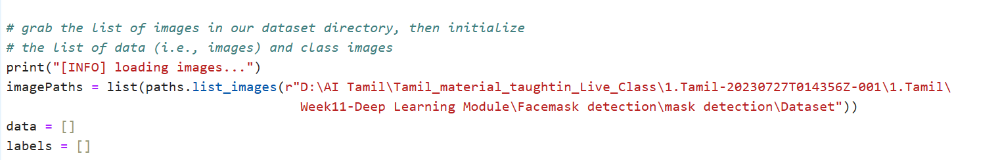 # grab the list of images in our dataset directory, then initialize
# the list of data (i.e., images) and class images
print("[INFO] loading images...")
imagePaths = list(paths.list_images(r"D:\AI Tamil\Tamil_material_taughtin_Live_Class\1.Tamil-20230727T014356Z-001\1.Tamil\
Week11-Deep Learning Module\Facemask detection\mask detection\Dataset"))
data = []
labels = []